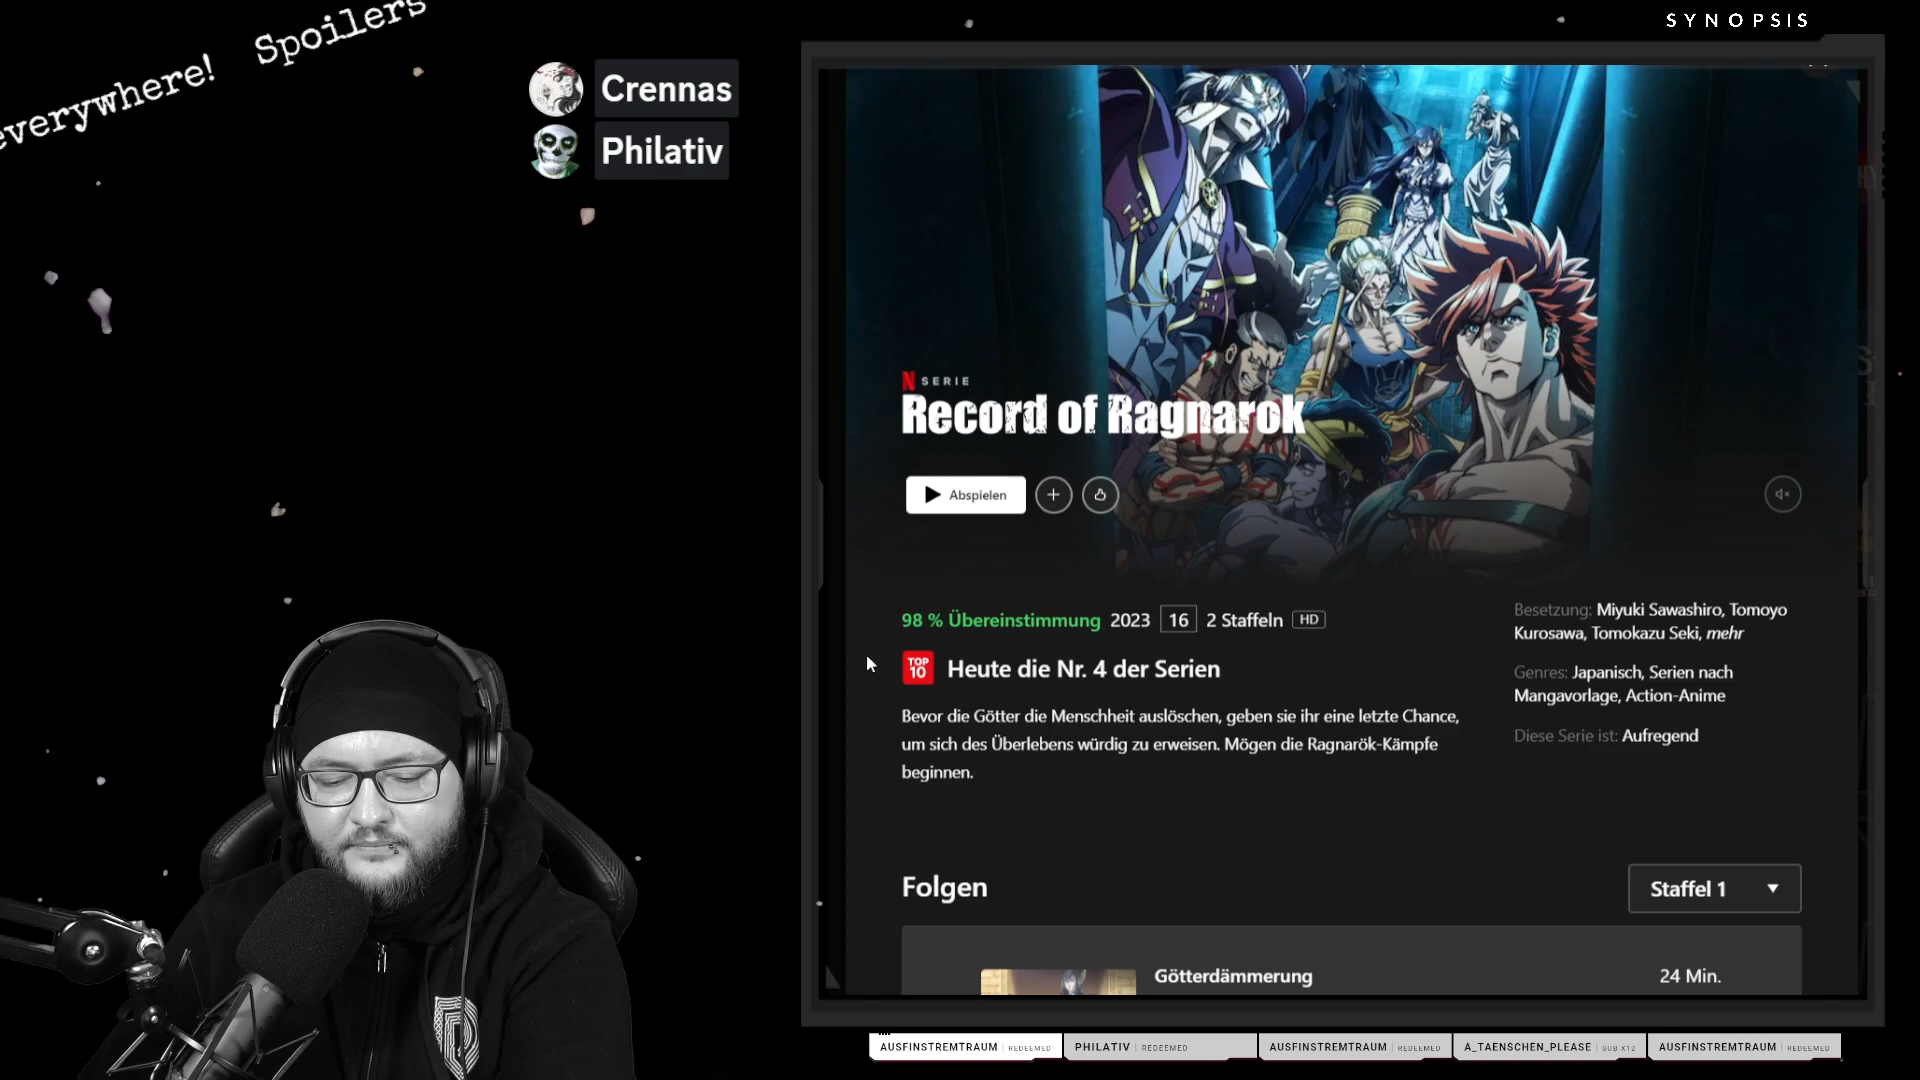 everywhere! Spoilers
Crennas
Philativ
SYNOPSIS
N SERIE
Record of Ragnarok
Abspielen
98 % Übereinstimmung 2023 16 2 Staffeln HD
TOP 10 Heute die Nr. 4 der Serien
Bevor die Götter die Menschheit auslöschen, geben sie ihr eine letzte Chance,
um sich des Überlebens würdig zu erweisen. Mögen die Ragnarök-Kämpfe
beginnen.
Besetzung: Miyuki Sawashiro, Tomoyo
Kurosawa, Tomokazu Seki, mehr
Genres: Japanisch, Serien nach
Mangavorlage, Action-Anime
Diese Serie ist: Aufregend
Folgen
Staffel 1
Götterdämmerung
24 Min.
AUSFINSTREMTRAUM REDEEMED
PHILATIV REDEEMED
AUSFINSTREMTRAUM REDEEMED
A_TAENSCHEN_PLEASE SUB X12
AUSFINSTREMTRAUM REDEEMED